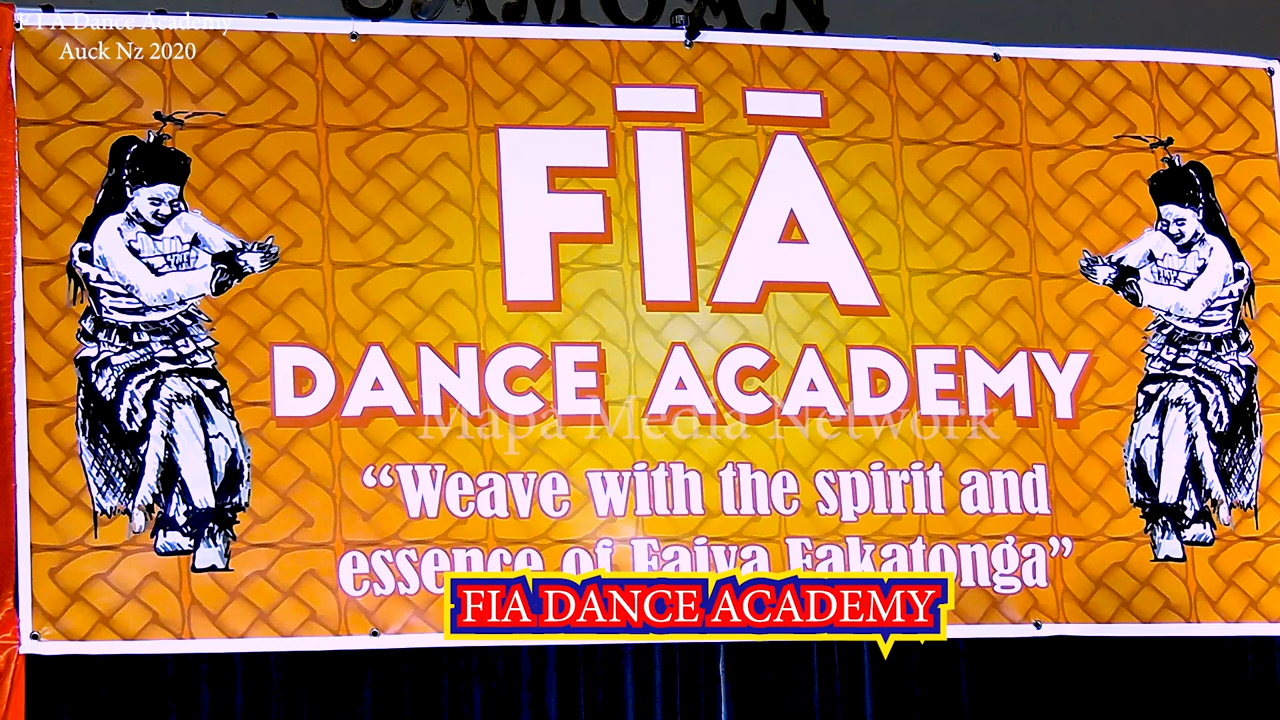 SAMOAN
F I A Dance Academy
Auck Nz 2020
FĪĀ
DANCE ACADEMY
Mapa Media Network
“Weave with the spirit and
essence of Faiva Fakatonga”
FIA DANCE ACADEMY